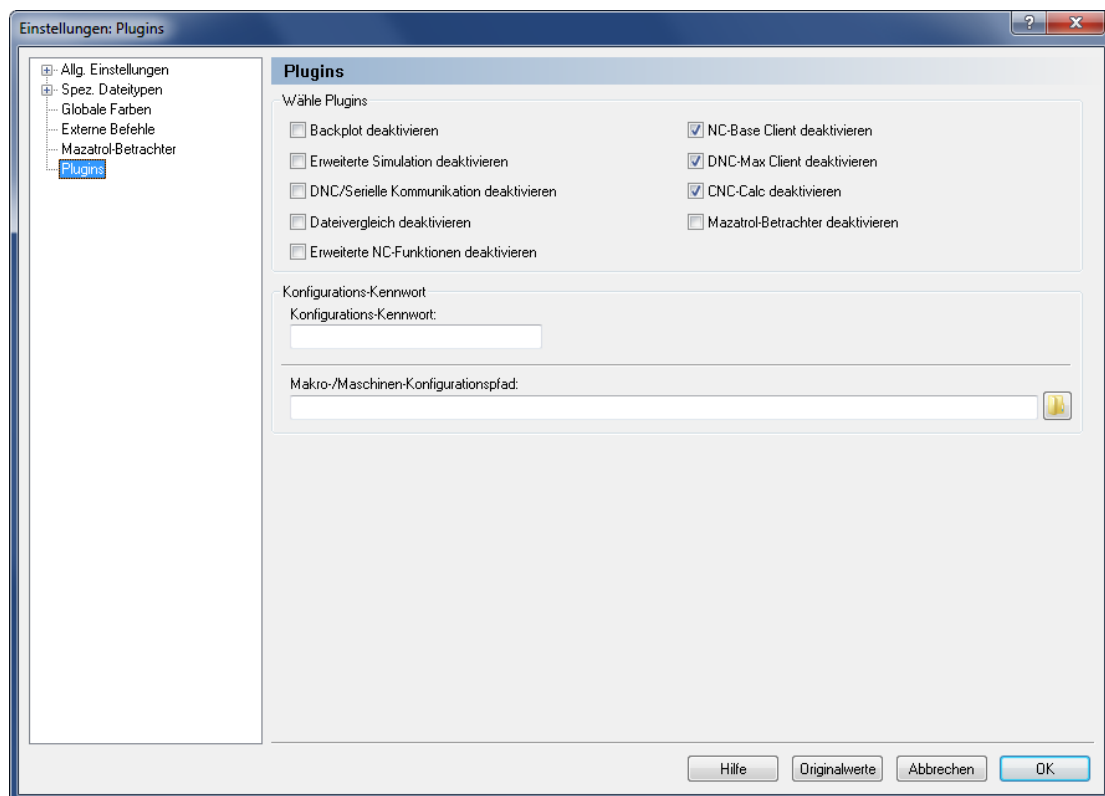 Einstellungen: Plugins
?
Allg. Einstellungen
Spez. Dateitypen
Globale Farben
Externe Befehle
Mazatrol-Betrachter
Plugins
Plugins
Wähle Plugins
Backplot deaktivieren
Erweiterte Simulation deaktivieren
DNC/Serielle Kommunikation deaktivieren
Dateivergleich deaktivieren
Erweiterte NC-Funktionen deaktivieren
NC-Base Client deaktivieren
DNC-Max Client deaktivieren
CNC-Calc deaktivieren
Mazatrol-Betrachter deaktivieren
Konfigurations-Kennwort
Konfigurations-Kennwort:
Makro-/Maschinen-Konfigurationspfad:
Hilfe
Originalwerte
Abbrechen
OK